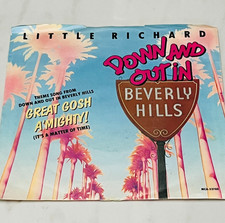 LITTLE RICHARD
THEME SONG FROM
DOWN AND OUT IN BEVERLY HILLS
GREAT GOSH
A'MIGHTY!
(IT'S A MATTER OF TIME)
DOWN AND
OUT IN
BEVERLY
HILLS